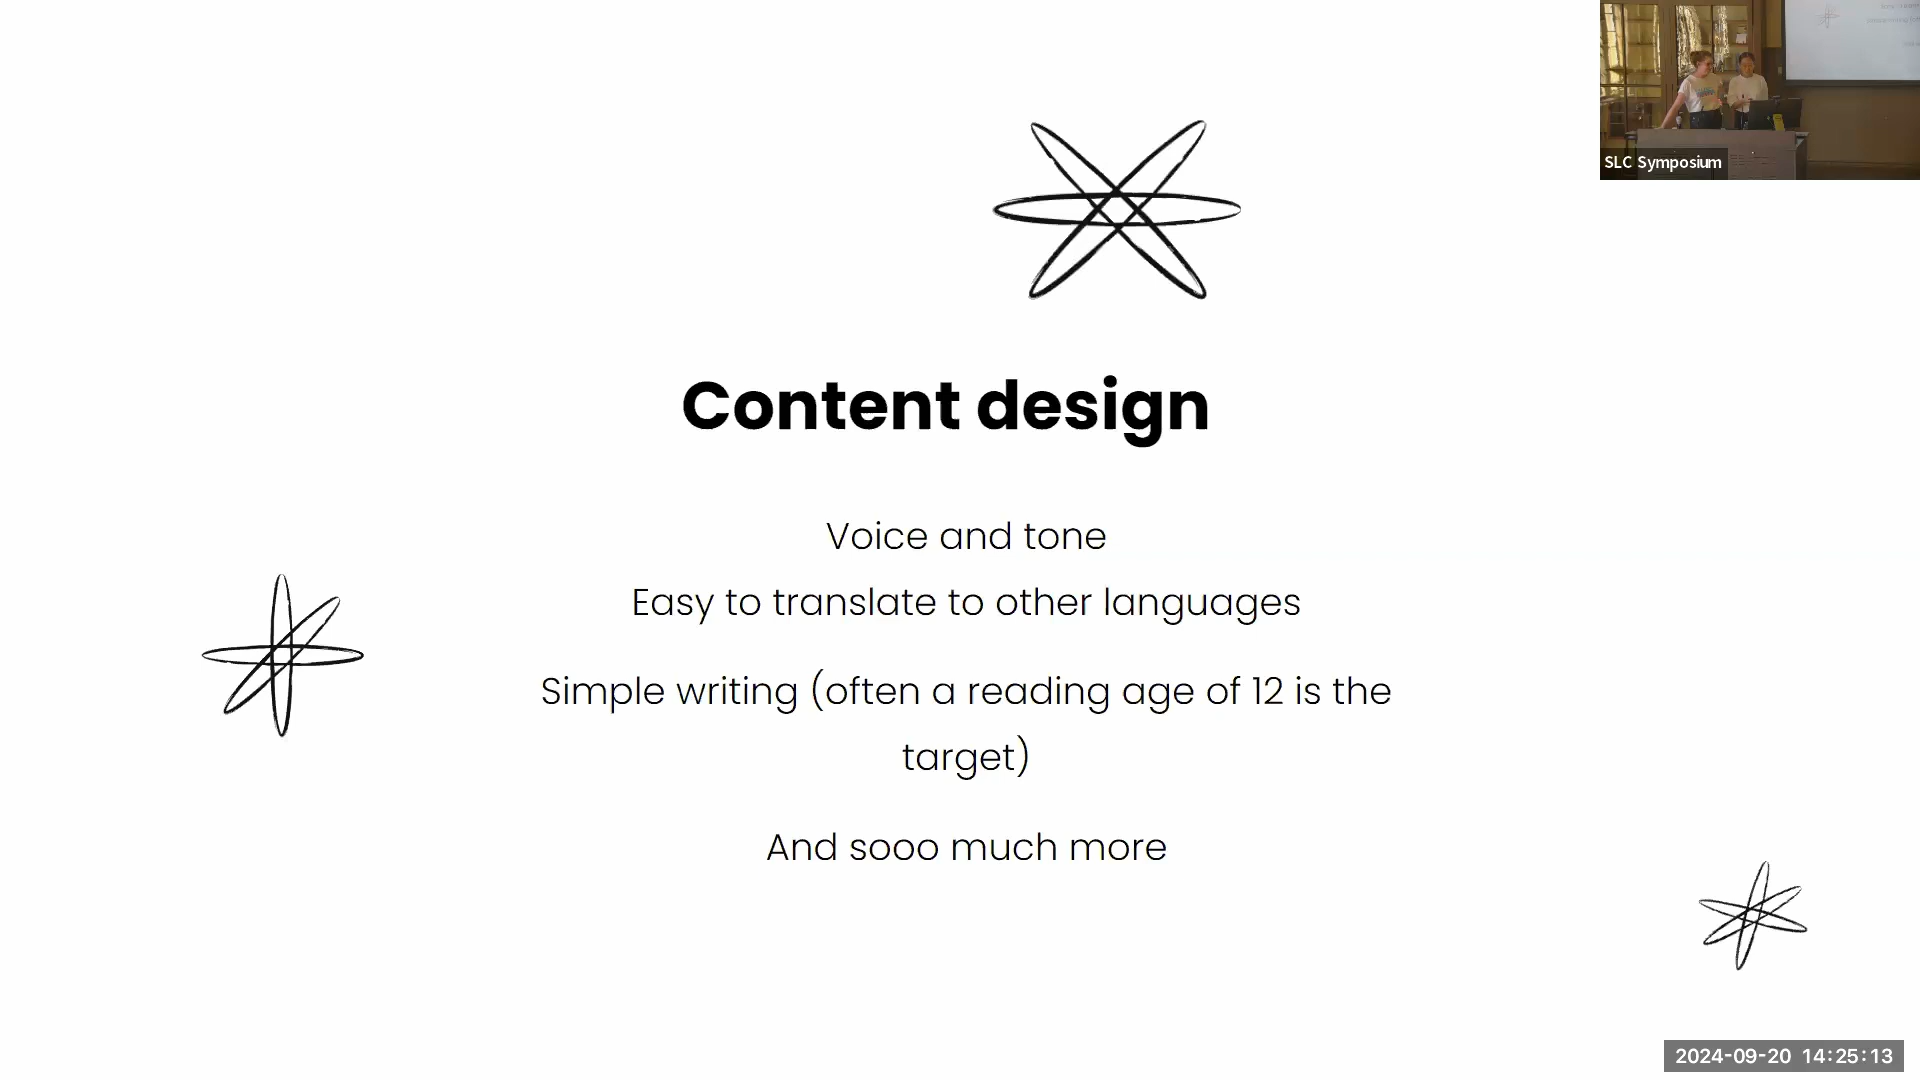 SLC Symposium
Content design
Voice and tone
Easy to translate to other languages
Simple writing (often a reading age of 12 is the
target)
And sooo much more
2024-09-20 14:25:13